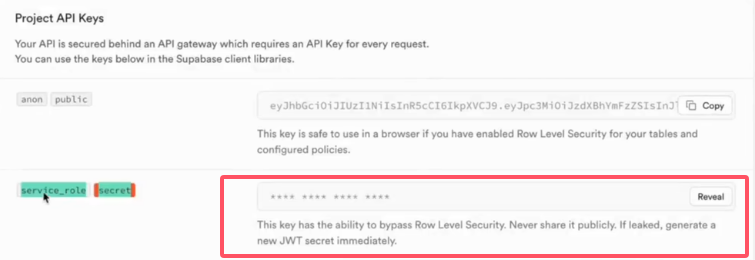 Project API Keys
Your API is secured behind an API gateway which requires an API Key for every request.
You can use the keys below in the Supabase client libraries.
anon public
eyJhbGciOiJIUzI1NiIsInR5cCI6IkpXVCJ9.eyJpc3MiOiJzdXBhYmFzZSIsInJ
Copy
This key is safe to use in a browser if you have enabled Row Level Security for your tables and
configured policies.
service_role secret
**** **** **** ****
Reveal
This key has the ability to bypass Row Level Security. Never share it publicly. If leaked, generate a
new JWT secret immediately.